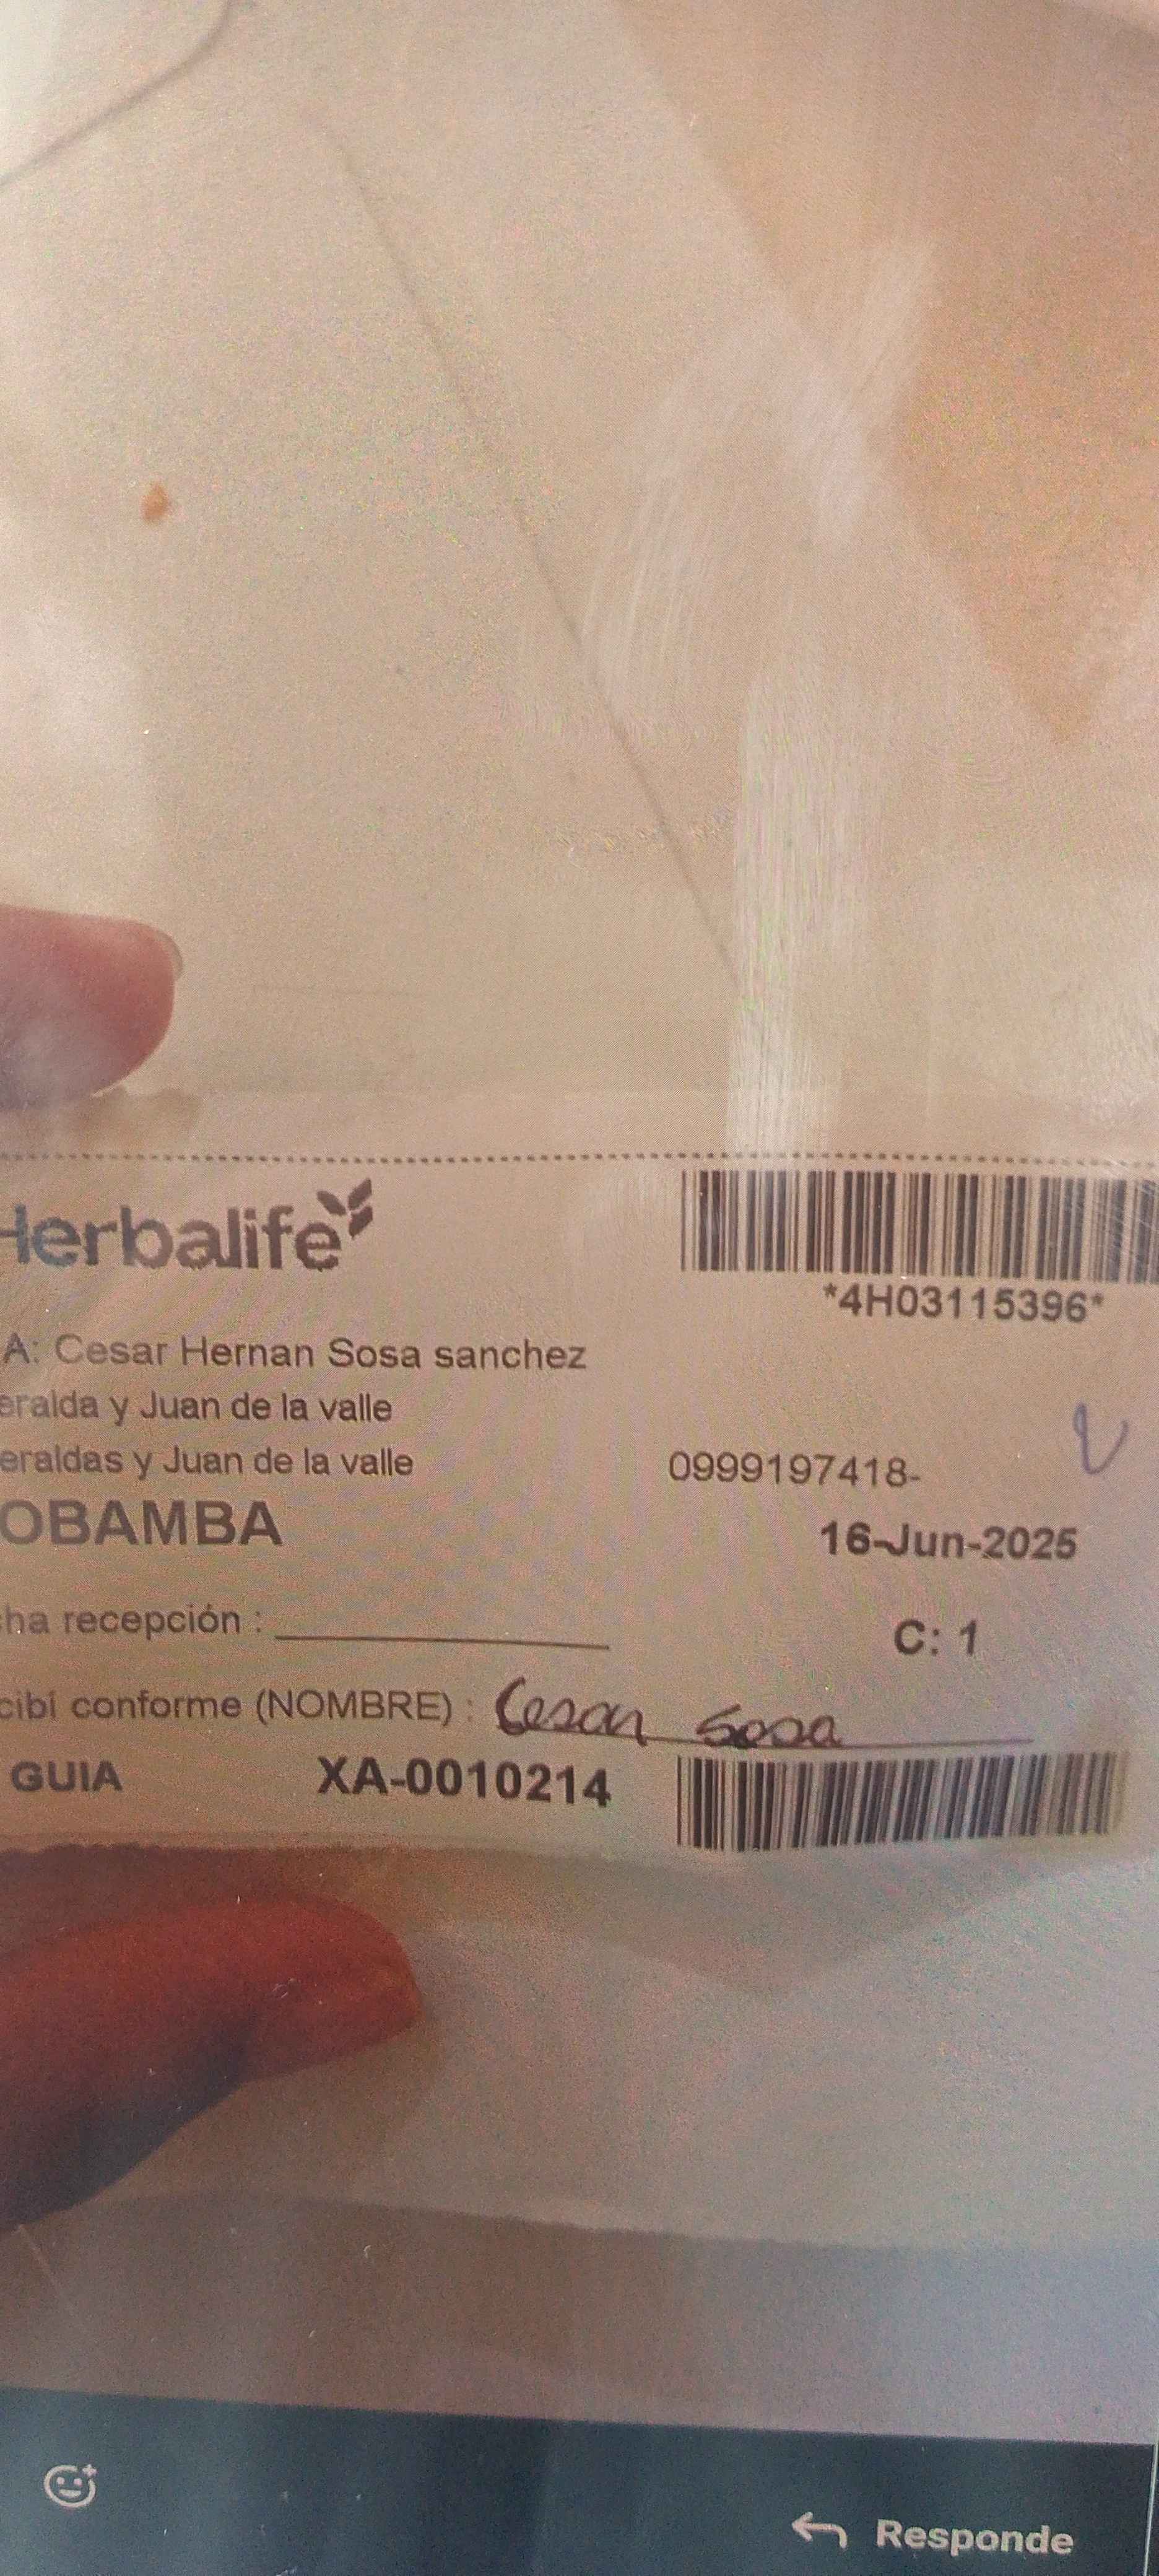 Herbalife
*4H03115396*
A: Cesar Hernan Sosa sanchez
eralda y Juan de la valle
eraldas y Juan de la valle
0999197418-
OBAMBA
16-Jun-2025
cha recepción :
C: 1
cibí conforme (NOMBRE) : Cesar Sosa
GUIA XA-0010214
Responde